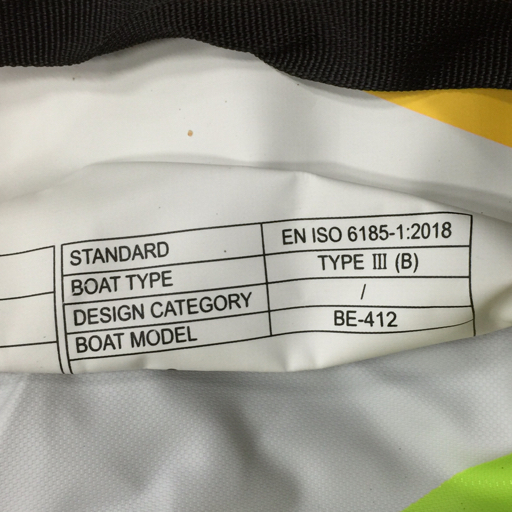 STANDARD EN ISO 6185-1:2018
BOAT TYPE TYPE III (B)
DESIGN CATEGORY /
BOAT MODEL BE-412